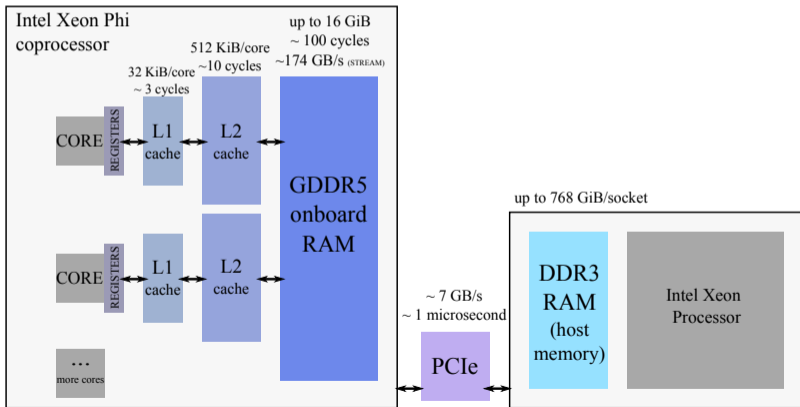 Intel Xeon Phi
coprocessor
up to 16 GiB
~ 100 cycles
~174 GB/s (STREAM)
512 KiB/core
~10 cycles
32 KiB/core
~ 3 cycles
CORE
REGISTERS
L1
cache
L2
cache
GDDR5
onboard
RAM
CORE
REGISTERS
L1
cache
L2
cache
...
more cores
~ 7 GB/s
~ 1 microsecond
PCIe
up to 768 GiB/socket
DDR3
RAM
(host
memory)
Intel Xeon
Processor